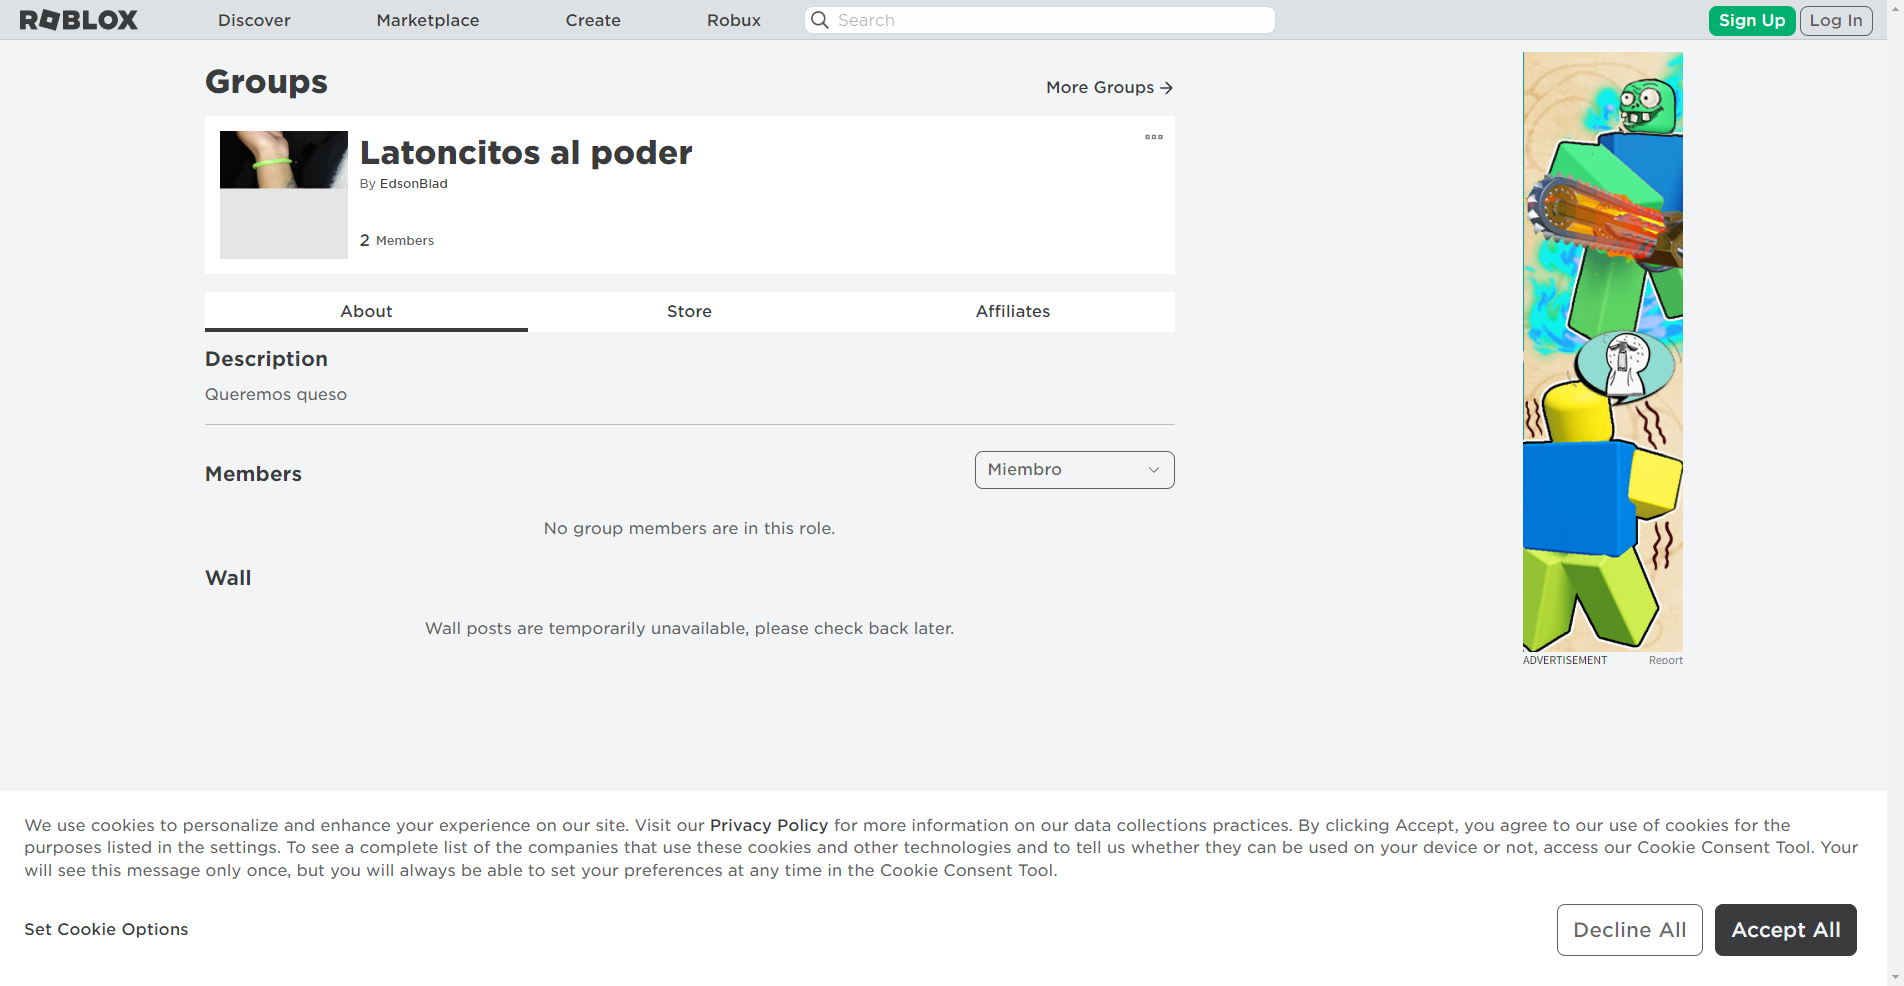 ROBLOX Discover Marketplace Create Robux Search Sign Up Log In
Groups
More Groups
Latoncitos al poder
By EdsonBlad
2 Members
About Store Affiliates
Description
Queremos queso
Members
Miembro
No group members are in this role.
Wall
Wall posts are temporarily unavailable, please check back later.
ADVERTISEMENT Report
We use cookies to personalize and enhance your experience on our site. Visit our Privacy Policy for more information on our data collections practices. By clicking Accept, you agree to our use of cookies for the
purposes listed in the settings. To see a complete list of the companies that use these cookies and other technologies and to tell us whether they can be used on your device or not, access our Cookie Consent Tool. Your
will see this message only once, but you will always be able to set your preferences at any time in the Cookie Consent Tool.
Set Cookie Options
Decline All
Accept All